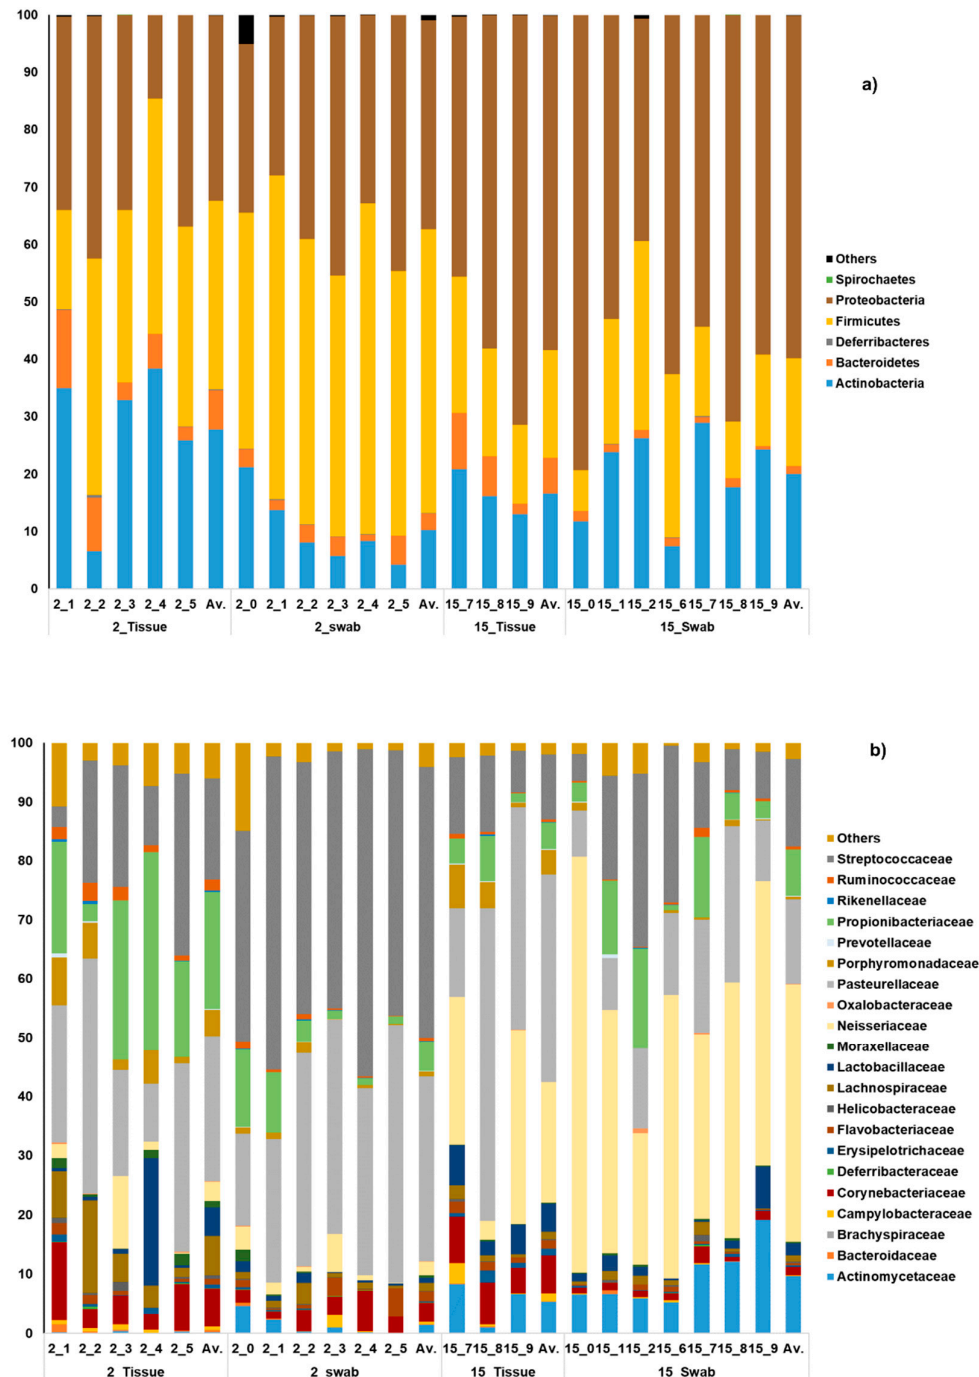 100
a)
90
80
70
60
50
40
30
20
10
0
Others
Spirochaetes
Proteobacteria
Firmicutes
Deferribacteres
Bacteroidetes
Actinobacteria
2_1 2_2 2_3 2_4 2_5 Av. 2_0 2_1 2_2 2_3 2_4 2_5 Av. 15_7 15_8 15_9 Av. 15_0 15_1 15_2 15_6 15_7 15_8 15_9 Av.
2_Tissue 2_swab 15_Tissue 15_Swab
100
b)
90
80
70
60
50
40
30
20
10
0
Others
Streptococcaceae
Ruminococcaceae
Rikenellaceae
Propionibacteriaceae
Prevotellaceae
Porphyromonadaceae
Pasteurellaceae
Oxalobacteraceae
Neisseriaceae
Moraxellaceae
Lactobacillaceae
Lachnospiraceae
Helicobacteraceae
Flavobacteriaceae
Erysipelotrichaceae
Deferribacteraceae
Corynebacteriaceae
Campylobacteraceae
Brachyspiraceae
Bacteroidaceae
Actinomycetaceae
2_1 2_2 2_3 2_4 2_5 Av. 2_0 2_1 2_2 2_3 2_4 2_5 Av. 15_7 15_8 15_9 Av. 15_0 15_1 15_2 15_6 15_7 15_8 15_9 Av.
2_Tissue 2_swab 15_Tissue 15_Swab